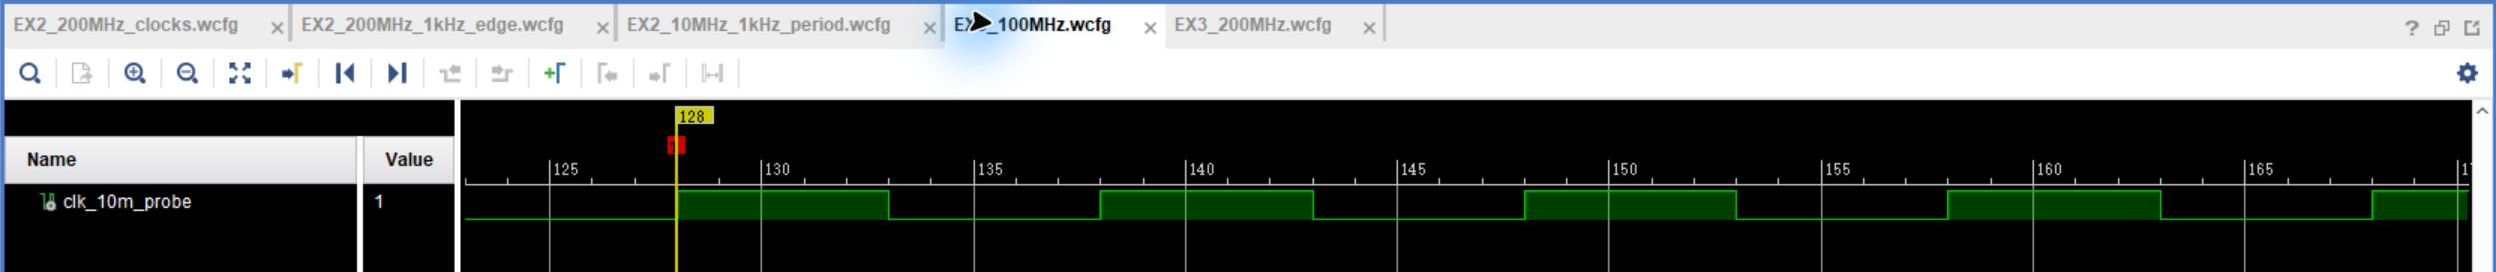 EX2_200MHz_clocks.wcfg EX2_200MHz_1kHz_edge.wcfg EX2_10MHz_1kHz_period.wcfg _100MHz.wcfg EX3_200MHz.wcfg
128
Name Value
125 130 135 140 145 150 155 160 165
clk_10m_probe 1